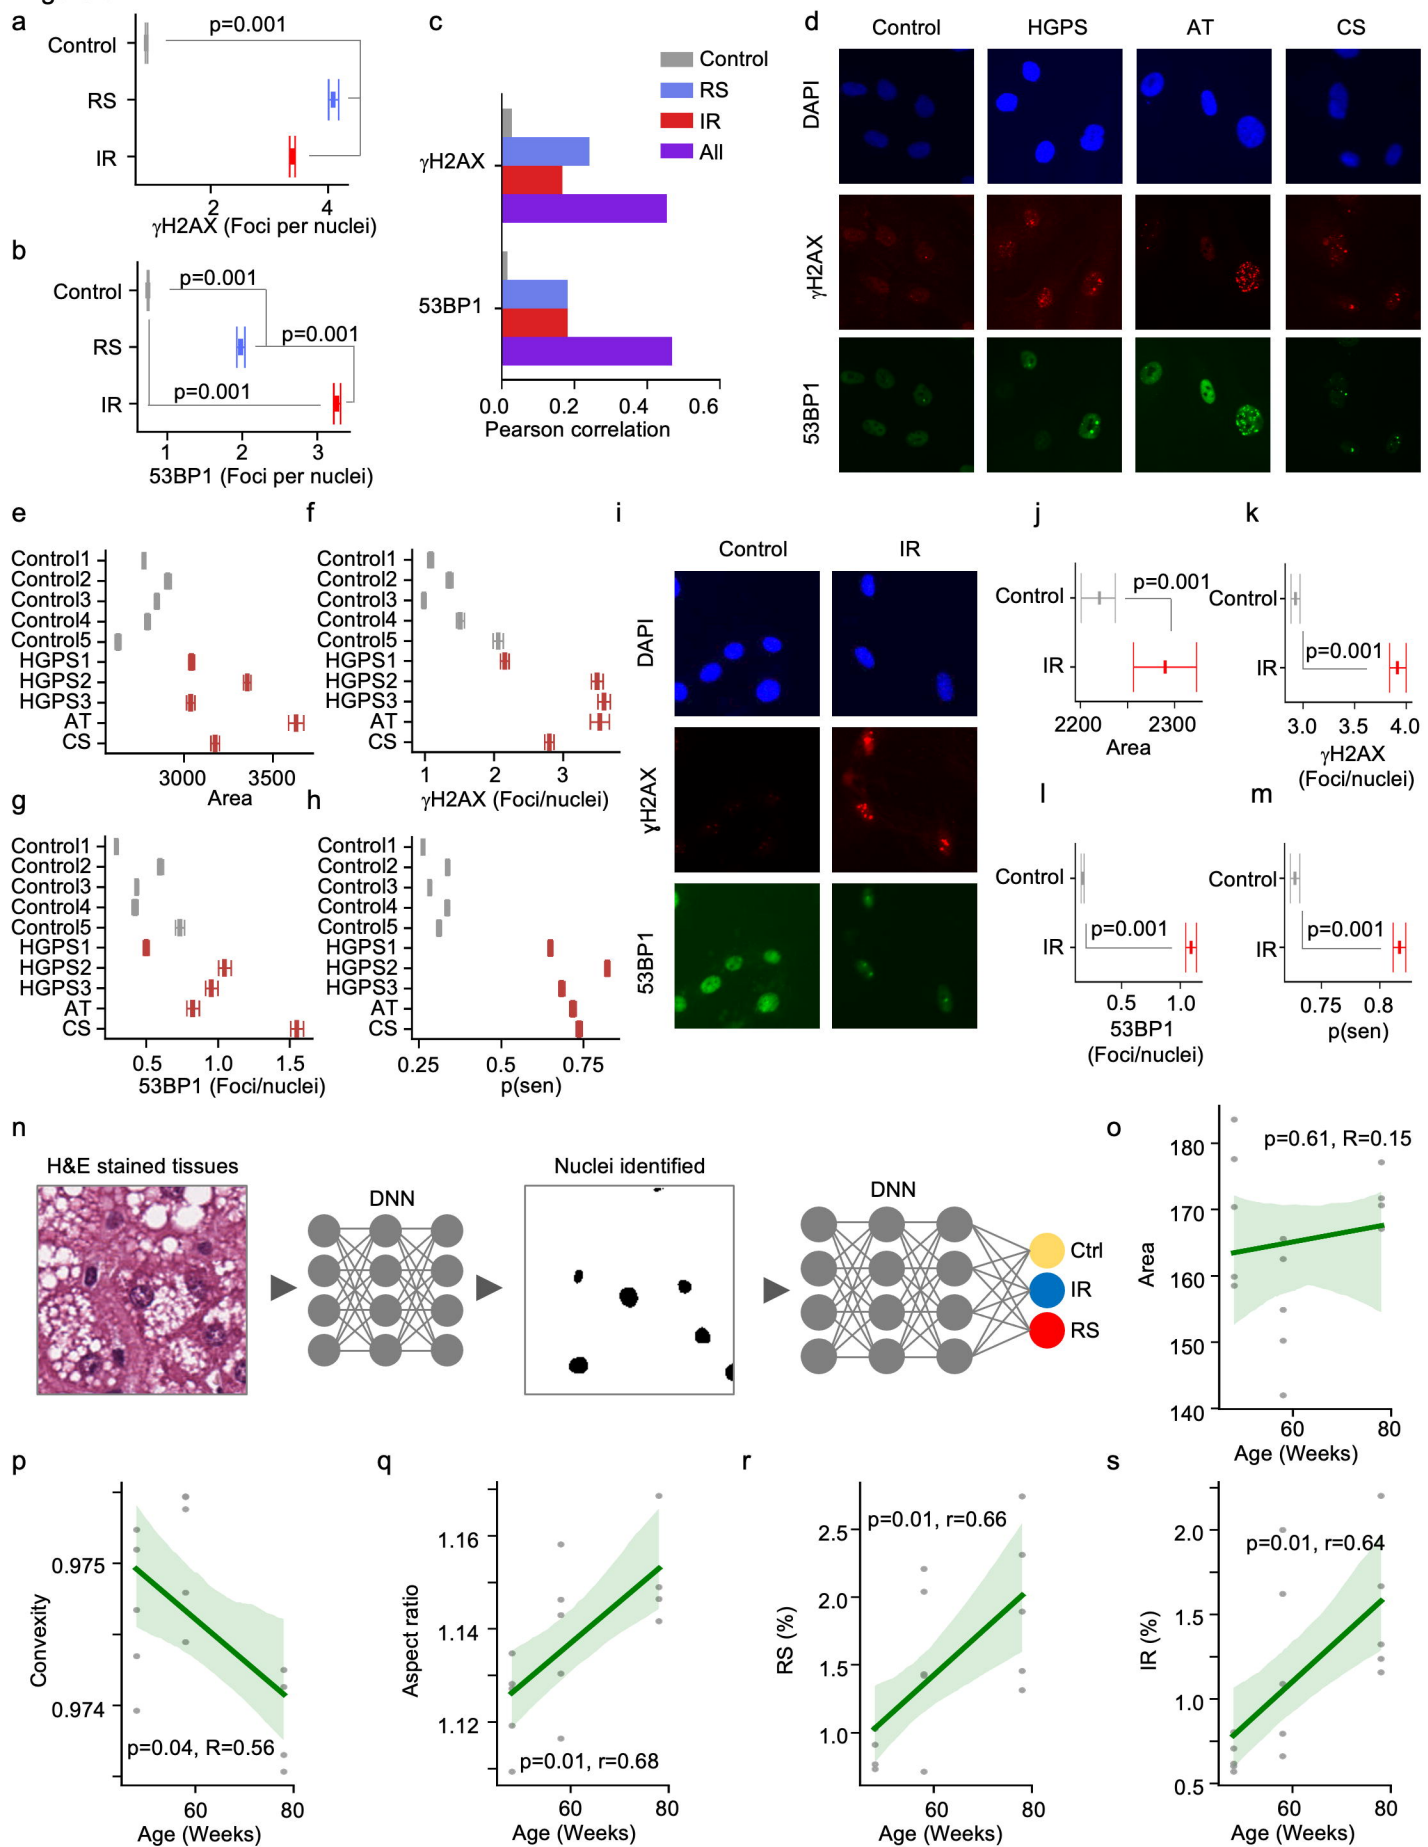 a
p=0.001
Control
RS
IR
2
4
γH2AX (Foci per nuclei)
b
p=0.001
Control
RS
p=0.001
p=0.001
IR
1
2
3
53BP1 (Foci per nuclei)
c
Control
RS
IR
All
γH2AX
53BP1
0.0
0.2
0.4
0.6
Pearson correlation
d
Control
HGPS
AT
CS
DAPI
γH2AX
53BP1
e
Control1
Control2
Control3
Control4
Control5
HGPS1
HGPS2
HGPS3
AT
CS
3000
3500
Area
f
Control1
Control2
Control3
Control4
Control5
HGPS1
HGPS2
HGPS3
AT
CS
1
2
3
γH2AX (Foci/nuclei)
g
Control1
Control2
Control3
Control4
Control5
HGPS1
HGPS2
HGPS3
AT
CS
0.5
1.0
1.5
53BP1 (Foci/nuclei)
h
Control1
Control2
Control3
Control4
Control5
HGPS1
HGPS2
HGPS3
AT
CS
0.25
0.5
0.75
p(sen)
i
Control
IR
DAPI
γH2AX
53BP1
j
Control
p=0.001
IR
2200
2300
Area
k
Control
p=0.001
IR
3.0
3.5
4.0
γH2AX
(Foci/nuclei)
l
Control
p=0.001
IR
0.5
1.0
53BP1
(Foci/nuclei)
m
Control
p=0.001
IR
0.75
0.8
p(sen)
n
H&E stained tissues
DNN
Nuclei identified
DNN
Ctrl
IR
RS
o
p=0.61, R=0.15
180
170
160
150
140
Area
60
80
Age (Weeks)
p
0.975
0.974
Convexity
p=0.04, R=0.56
60
80
Age (Weeks)
q
1.16
1.14
1.12
Aspect ratio
p=0.01, r=0.68
60
80
Age (Weeks)
r
p=0.01, r=0.66
2.5
2.0
1.5
1.0
RS (%)
60
80
Age (Weeks)
s
p=0.01, r=0.64
2.0
1.5
1.0
0.5
IR (%)
60
80
Age (Weeks)